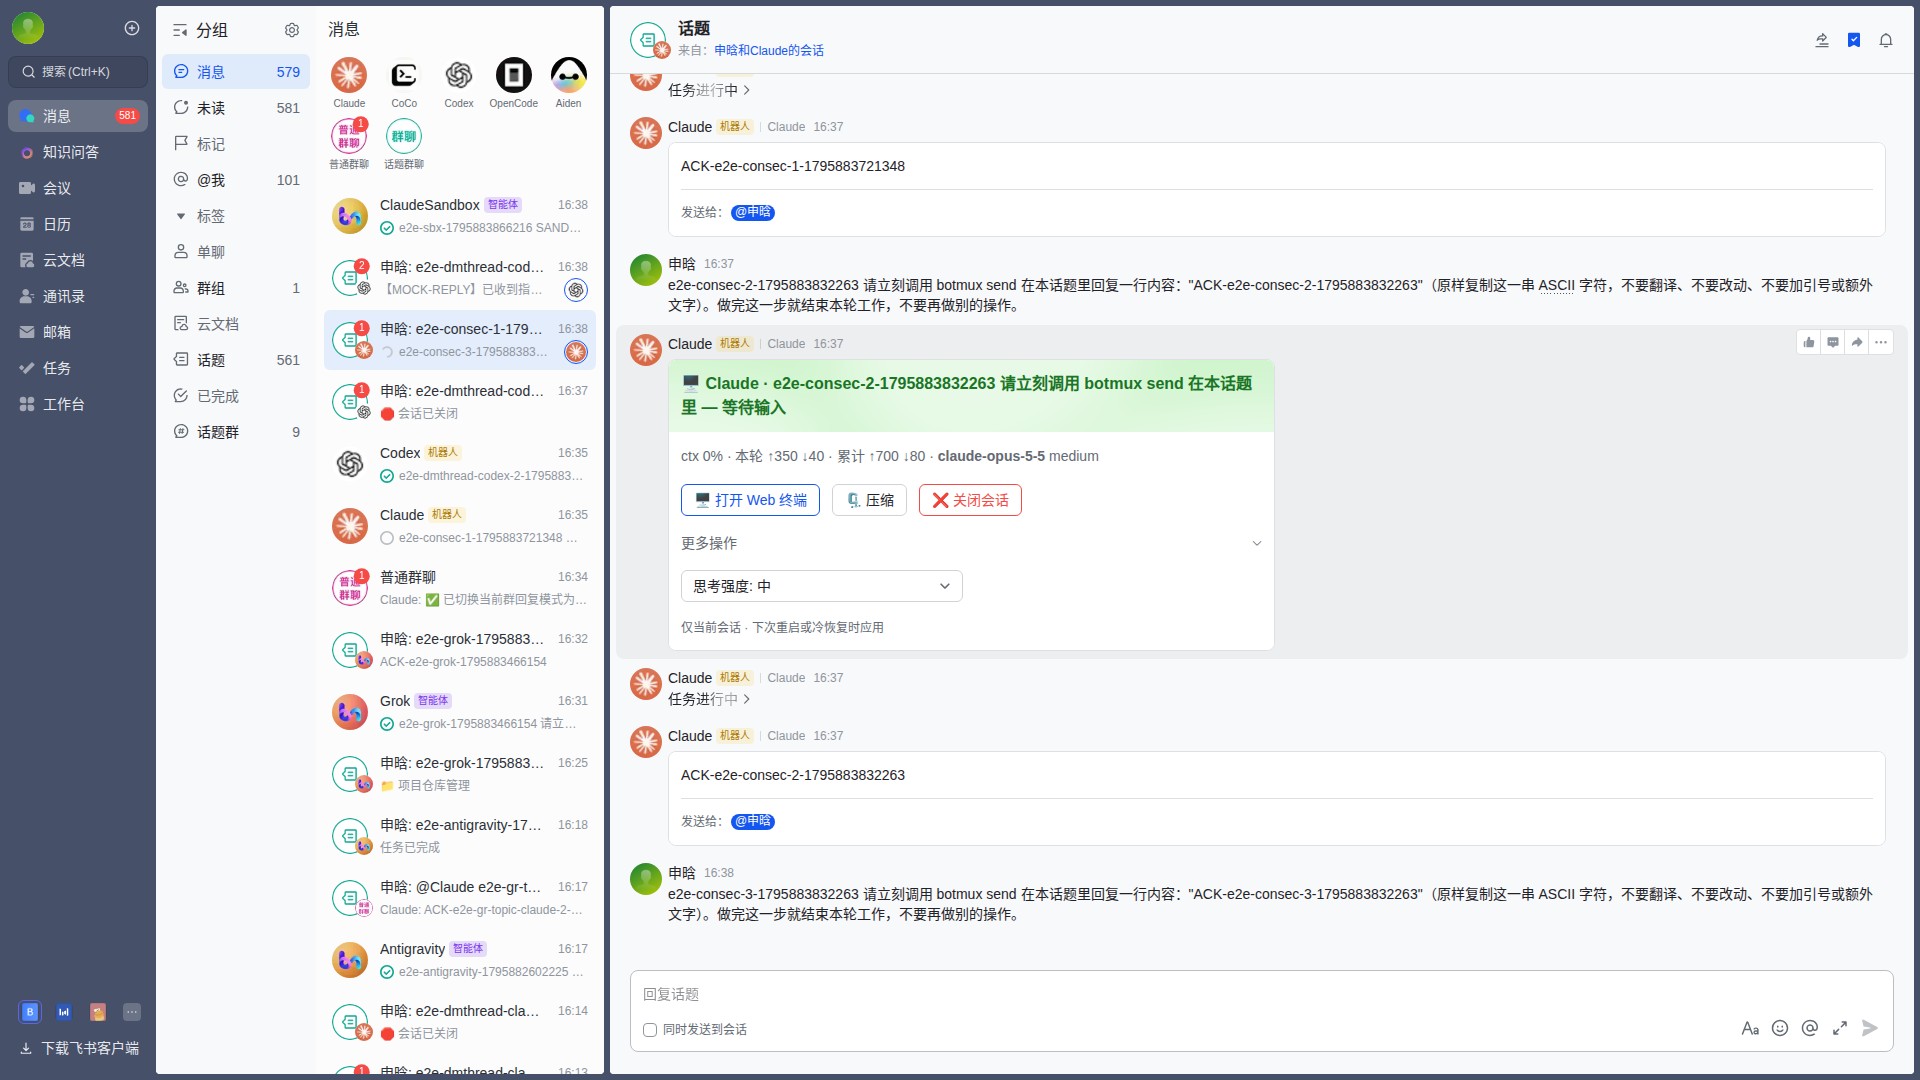 搜索 (Ctrl+K)
消息
581
知识问答
会议
日历
云文档
通讯录
邮箱
任务
工作台
下载飞书客户端
分组
消息
579
未读
581
标记
@我
101
标签
单聊
群组
1
云文档
话题
561
已完成
话题群
9
消息
Claude
CoCo
Codex
OpenCode
Aiden
1
普通群聊
群聊
话题群聊
ClaudeSandbox 智能体 16:38
e2e-sbx-1795883866216 SAND…
2
申晗: e2e-dmthread-cod… 16:38
【MOCK-REPLY】已收到指…
1
申晗: e2e-consec-1-179… 16:38
e2e-consec-3-179588383…
1
申晗: e2e-dmthread-cod… 16:37
会话已关闭
Codex 机器人 16:35
e2e-dmthread-codex-2-1795883…
Claude 机器人 16:35
e2e-consec-1-1795883721348 …
1
普通群聊 16:34
Claude: ✅ 已切换当前群回复模式为…
申晗: e2e-grok-1795883… 16:32
ACK-e2e-grok-1795883466154
Grok 智能体 16:31
e2e-grok-1795883466154 请立…
申晗: e2e-grok-1795883… 16:25
📁 项目仓库管理
申晗: e2e-antigravity-17… 16:18
任务已完成
申晗: @Claude e2e-gr-t… 16:17
Claude: ACK-e2e-gr-topic-claude-2-…
Antigravity 智能体 16:17
e2e-antigravity-1795882602225 …
申晗: e2e-dmthread-cla… 16:14
会话已关闭
1
申晗: e2e-dmthread-cla… 16:13
话题
来自：申晗和Claude的会话
任务进行中
Claude 机器人 Claude 16:37
ACK-e2e-consec-1-1795883721348
发送给：@申晗
申晗 16:37
e2e-consec-2-1795883832263 请立刻调用 botmux send 在本话题里回复一行内容："ACK-e2e-consec-2-1795883832263"（原样复制这一串 ASCII 字符，不要翻译、不要改动、不要加引号或额外
文字）。做完这一步就结束本轮工作，不要再做别的操作。
Claude 机器人 Claude 16:37
🖥️ Claude · e2e-consec-2-1795883832263 请立刻调用 botmux send 在本话题
里 — 等待输入
ctx 0% · 本轮 ↑350 ↓40 · 累计 ↑700 ↓80 · claude-opus-5-5 medium
🖥️ 打开 Web 终端
🗜️ 压缩
❌ 关闭会话
更多操作
思考强度: 中
仅当前会话 · 下次重启或冷恢复时应用
Claude 机器人 Claude 16:37
任务进行中
Claude 机器人 Claude 16:37
ACK-e2e-consec-2-1795883832263
发送给：@申晗
申晗 16:38
e2e-consec-3-1795883832263 请立刻调用 botmux send 在本话题里回复一行内容："ACK-e2e-consec-3-1795883832263"（原样复制这一串 ASCII 字符，不要翻译、不要改动、不要加引号或额外
文字）。做完这一步就结束本轮工作，不要再做别的操作。
回复话题
同时发送到会话